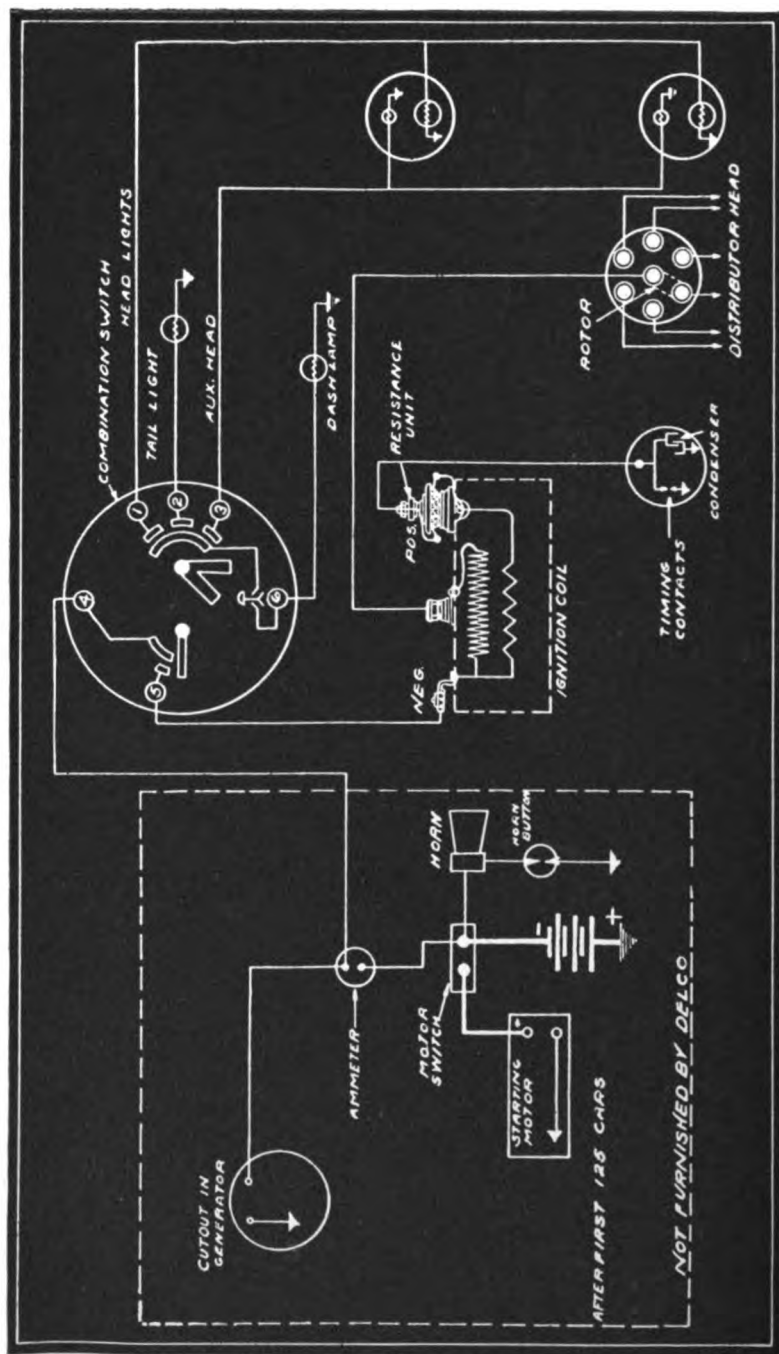 COMBINATION SWITCH
HEAD LIGHTS
TAIL LIGHT
AUX. HEAD
DASH LAMP
1
2
3
4
5
6
RESISTANCE
UNIT
POS.
NEG.
IGNITION COIL
ROTOR
DISTRIBUTOR HEAD
TIMING
CONTACTS
CONDENSER
CUTOUT IN
GENERATOR
AMMETER
MOTOR
SWITCH
HORN
HORN
BUTTON
-
+
STARTING
MOTOR
+
AFTER FIRST 125 CARS
NOT FURNISHED BY DELCO